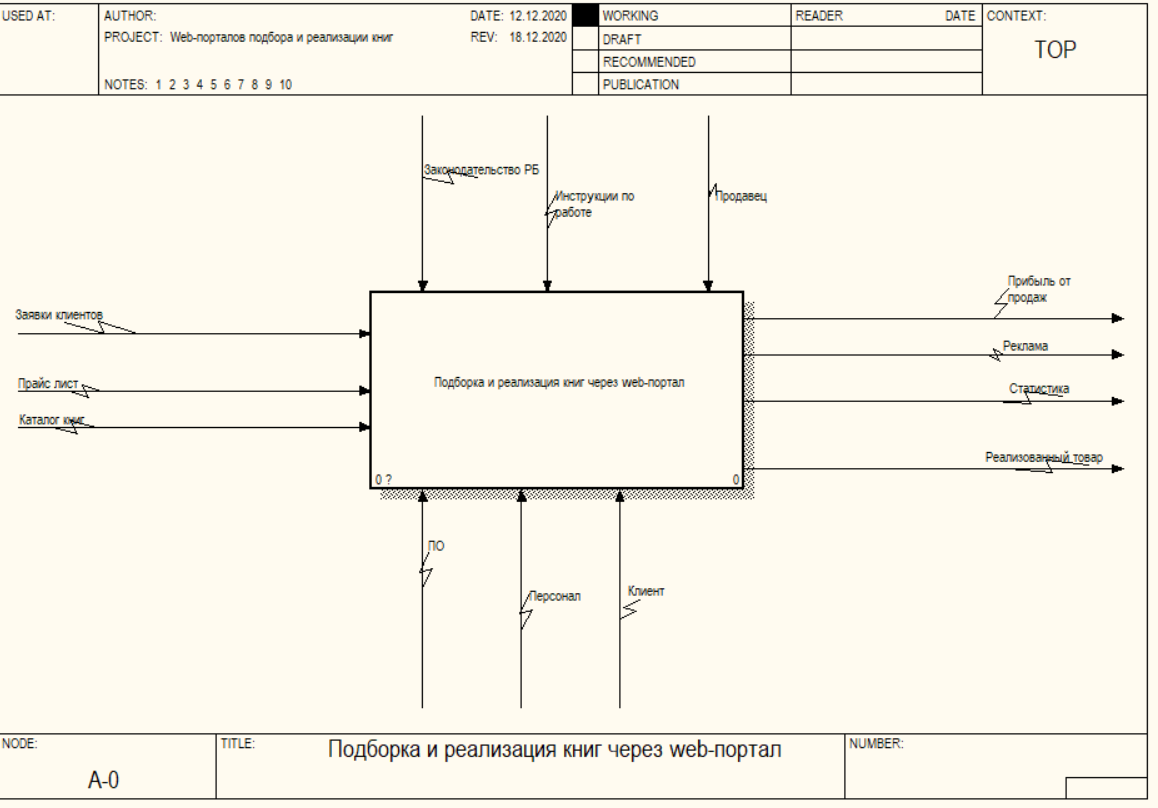 USED AT:
AUTHOR:
DATE: 12.12.2020
WORKING
READER
DATE
CONTEXT:
PROJECT: Web-порталов подбора и реализации книг
REV: 18.12.2020
DRAFT
TOP
RECOMMENDED
NOTES: 1 2 3 4 5 6 7 8 9 10
PUBLICATION
Законодательство РБ
Инструкции по
работе
Продавец
Заявки клиентов
Прайс лист
Каталог книг
Подборка и реализация книг через web-портал
0 ?
0
Прибыль от
продаж
Реклама
Статистика
Реализованный товар
ПО
Персонал
Клиент
NODE:
A-0
TITLE:
Подборка и реализация книг через web-портал
NUMBER: